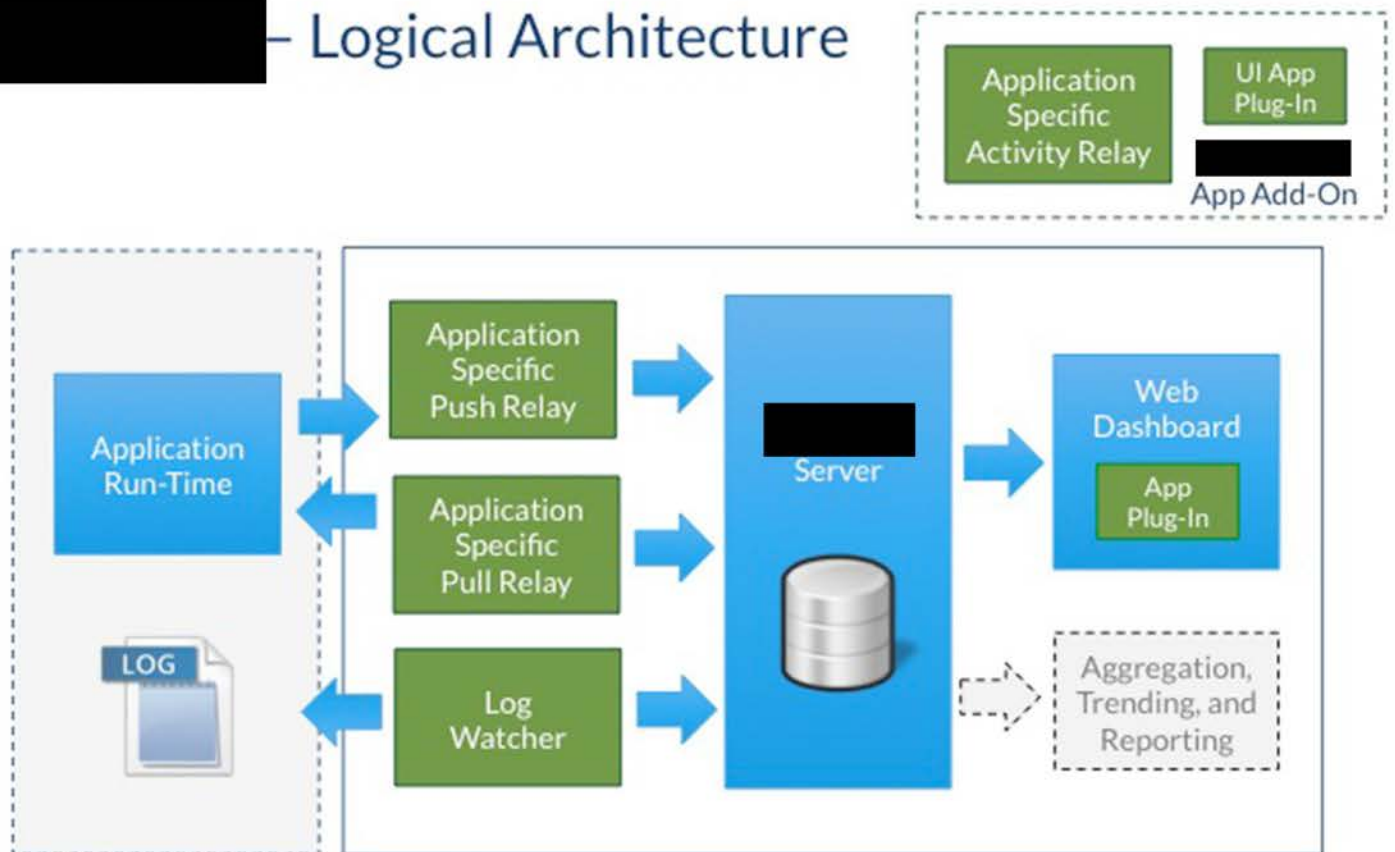 – Logical Architecture
Application
Specific
Activity Relay
UI App
Plug-In
App Add-On
Application
Run-Time
LOG
Application
Specific
Push Relay
Application
Specific
Pull Relay
Log
Watcher
Server
Web
Dashboard
App
Plug-In
Aggregation,
Trending, and
Reporting